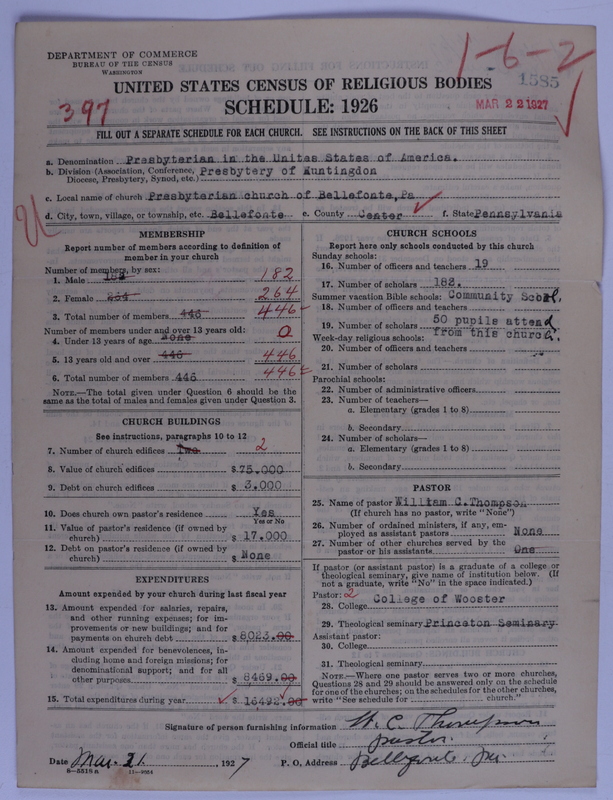 DEPARTMENT OF COMMERCE
BUREAU OF THE CENSUS
WASHINGTON
1-6-2
1585
UNITED STATES CENSUS OF RELIGIOUS BODIES
397
SCHEDULE: 1926
MAR 22 1927
FILL OUT A SEPARATE SCHEDULE FOR EACH CHURCH. SEE INSTRUCTIONS ON THE BACK OF THIS SHEET
a. Denomination Presbyterian in the Unites States of America.
b. Division (Association, Conference, Diocese, Presbytery, Synod, etc.) Presbytery of Huntingdon
c. Local name of church Presbyterian church of Bellefonte,Pa
d. City, town, village, or township, etc. Bellefonte e. County Center f. State Pennsylvania
MEMBERSHIP
Report number of members according to definition of
member in your church
Number of members, by sex:
1. Male 182 182
2. Female 264 264
3. Total number of members 446 446
Number of members under and over 13 years old:
4. Under 13 years of age None 0
5. 13 years old and over 446 446
6. Total number of members 446 446
NOTE.—The total given under Question 6 should be the
same as the total of males and females given under Question 3.
CHURCH BUILDINGS
See instructions, paragraphs 10 to 12
7. Number of church edifices Two 2
8. Value of church edifices $ 75.000
9. Debt on church edifices $ 3.000
10. Does church own pastor's residence Yes
Yes or No
11. Value of pastor's residence (if owned by
church) $ 17.000
12. Debt on pastor's residence (if owned by
church) $ None
EXPENDITURES
Amount expended by your church during last fiscal year
13. Amount expended for salaries, repairs,
and other running expenses; for im-
provements or new buildings; and for
payments on church debt $ 8023.00
14. Amount expended for benevolences, in-
cluding home and foreign missions; for
denominational support; and for all
other purposes $ 8469.00
15. Total expenditures during year $ 16492.00
CHURCH SCHOOLS
Report here only schools conducted by this church
Sunday schools:
16. Number of officers and teachers 19
17. Number of scholars 182.
Summer vacation Bible schools: Community Schol.
18. Number of officers and teachers
19. Number of scholars 50 pupils attend
from this church.
Week-day religious schools:
20. Number of officers and teachers
21. Number of scholars
Parochial schools:
22. Number of administrative officers
23. Number of teachers—
a. Elementary (grades 1 to 8)
b. Secondary
24. Number of scholars—
a. Elementary (grades 1 to 8)
b. Secondary
PASTOR
25. Name of pastor William C.Thompson
(If church has no pastor, write "None")
26. Number of ordained ministers, if any, em-
ployed as assistant pastors None
27. Number of other churches served by the
pastor or his assistants One
If pastor (or assistant pastor) is a graduate of a college or
theological seminary, give name of institution below. (If
not a graduate, write "No" in the space indicated.)
Pastor: 2
28. College College of Wooster
29. Theological seminary Princeton Seminary
Assistant pastor:
30. College
31. Theological seminary
NOTE.—Where one pastor serves two or more churches,
Questions 28 and 29 should be answered only on the schedule
for one of the churches; on the schedules for the other churches,
write "See schedule for church."
Signature of person furnishing information W. C. Thompson
Official title pastor
Date Mar. 21. 1927 P. O. Address Bellefonte, Pa.
8-5518a 11-9554